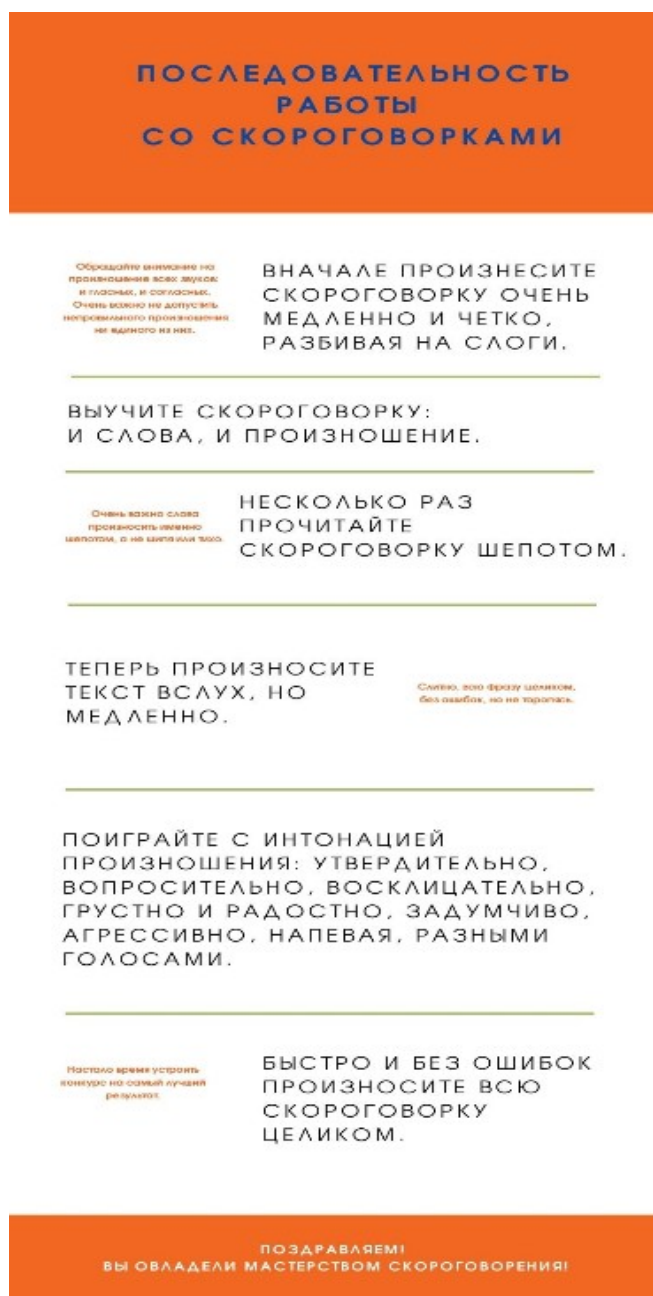 ПОСЛЕДОВАТЕЛЬНОСТЬ
РАБОТЫ
СО СКОРОГОВОРКАМИ
Обращайте внимание на
произношение всех звуков:
и гласных, и согласных.
Очень важно не допустить
неправильного произношения
ни единого из них.
ВНАЧАЛЕ ПРОИЗНЕСИТЕ
СКОРОГОВОРКУ ОЧЕНЬ
МЕДЛЕННО И ЧЕТКО,
РАЗБИВАЯ НА СЛОГИ.
ВЫУЧИТЕ СКОРОГОВОРКУ:
И СЛОВА, И ПРОИЗНОШЕНИЕ.
Очень важно слова
произносить именно
шепотом, а не шипя или тихо.
НЕСКОЛЬКО РАЗ
ПРОЧИТАЙТЕ
СКОРОГОВОРКУ ШЕПОТОМ.
ТЕПЕРЬ ПРОИЗНОСИТЕ
ТЕКСТ ВСЛУХ, НО
МЕДЛЕННО.
Слитно, всю фразу целиком,
без ошибок, но не торопясь.
ПОИГРАЙТЕ С ИНТОНАЦИЕЙ
ПРОИЗНОШЕНИЯ: УТВЕРДИТЕЛЬНО,
ВОПРОСИТЕЛЬНО, ВОСКЛИЦАТЕЛЬНО,
ГРУСТНО И РАДОСТНО, ЗАДУМЧИВО,
АГРЕССИВНО, НАПЕВАЯ, РАЗНЫМИ
ГОЛОСАМИ.
Настало время устроить
конкурс на самый лучший
результат.
БЫСТРО И БЕЗ ОШИБОК
ПРОИЗНОСИТЕ ВСЮ
СКОРОГОВОРКУ
ЦЕЛИКОМ.
ПОЗДРАВЛЯЕМ!
ВЫ ОВЛАДЕЛИ МАСТЕРСТВОМ СКОРОГОВОРЕНИЯ!